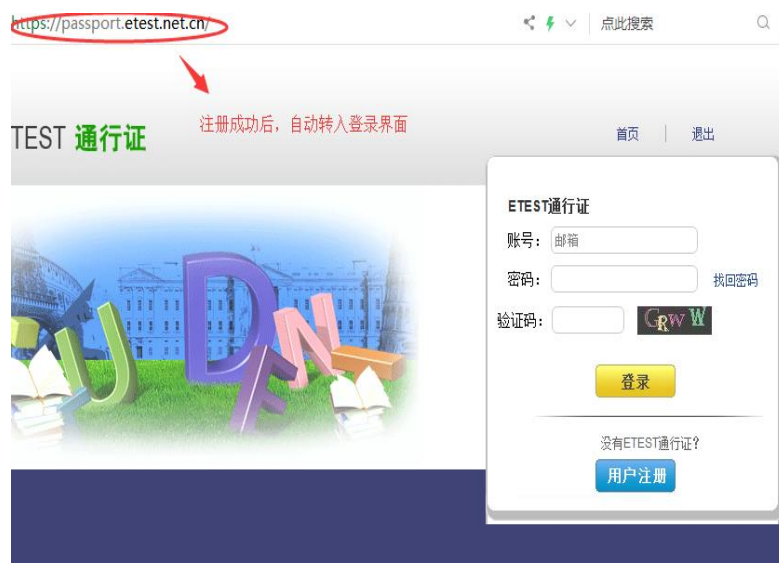 https://passport.etest.net.cn/
点此搜索
注册成功后，自动转入登录界面
TEST 通行证
首页
退出
ETEST通行证
账号：邮箱
密码：
找回密码
验证码：
GRWW
登录
没有ETEST通行证？
用户注册